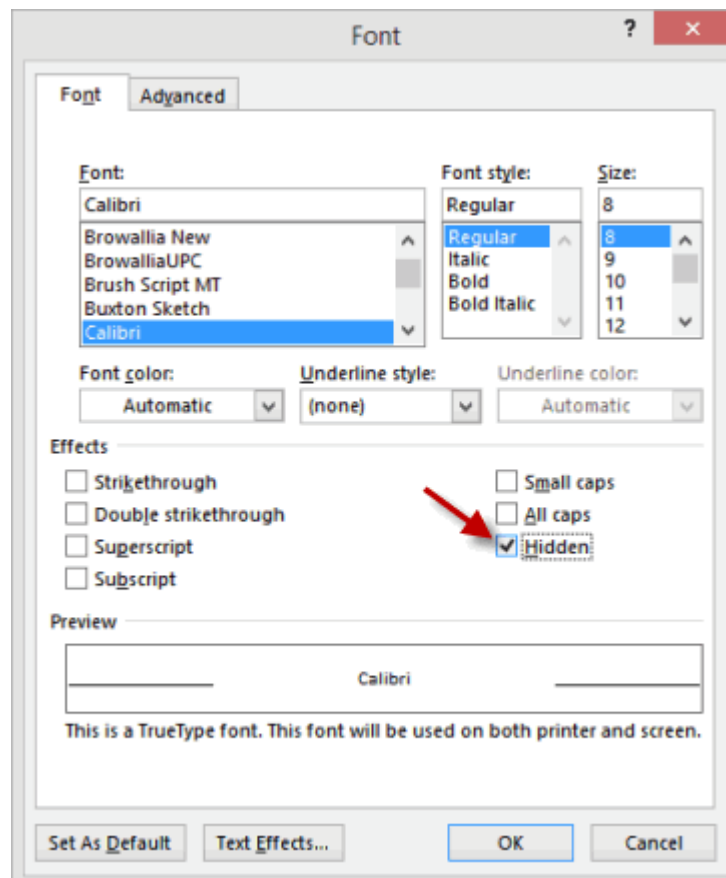 Font ?
Font Advanced
Font: Font style: Size:
Calibri Regular 8
Browallia New Regular 8
BrowalliaUPC Italic 9
Brush Script MT Bold 10
Buxton Sketch Bold Italic 11
Calibri 12
Font color: Underline style: Underline color:
Automatic (none) Automatic
Effects
Strikethrough Small caps
Double strikethrough All caps
Superscript Hidden
Subscript
Preview
Calibri
This is a TrueType font. This font will be used on both printer and screen.
Set As Default Text Effects... OK Cancel